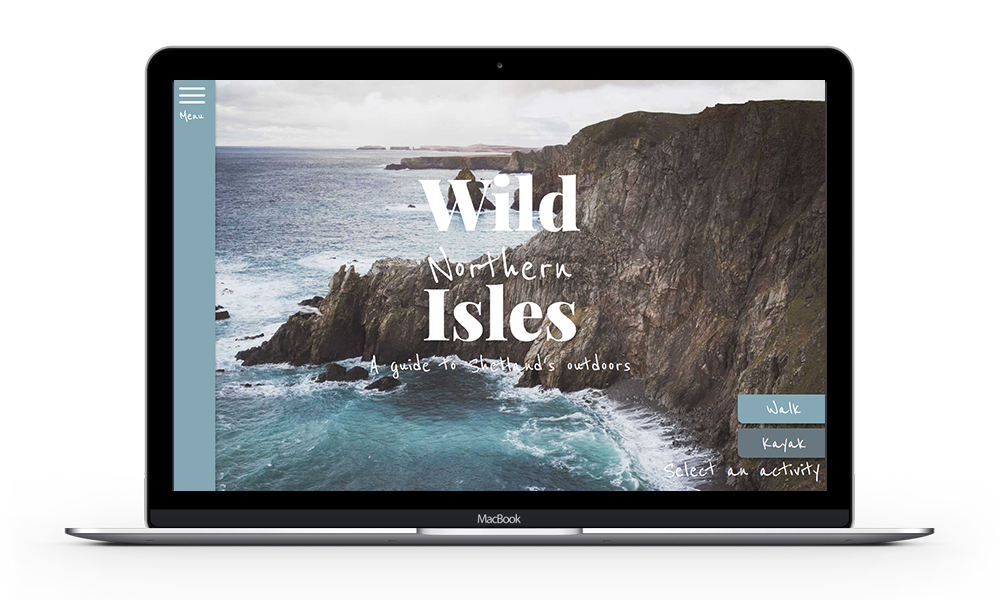 Menu
Wild
Northern
Isles
A guide to Shetland's outdoors
Walk
Kayak
Select an activity
MacBook